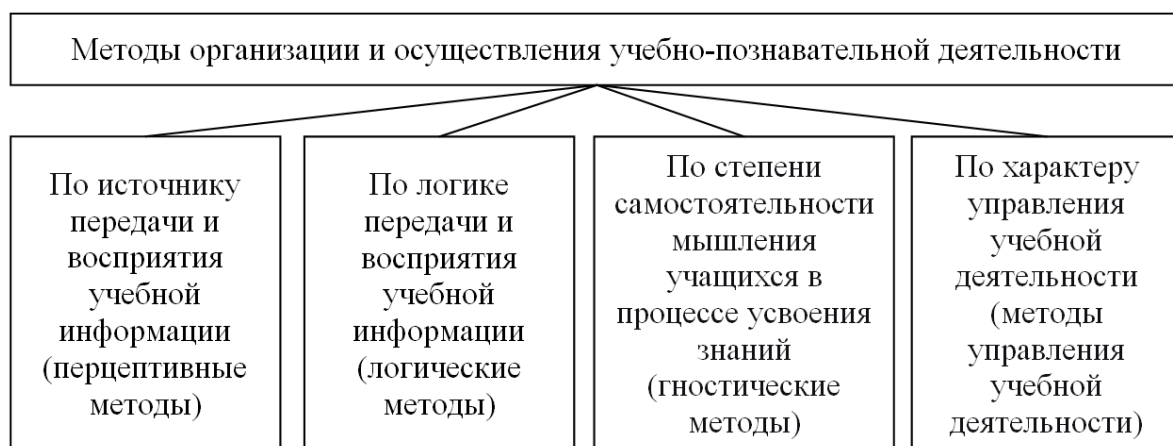 Методы организации и осуществления учебно-познавательной деятельности
По источнику
передачи и
восприятия
учебной
информации
(перцептивные
методы)
По логике
передачи и
восприятия
учебной
информации
(логические
методы)
По степени
самостоятельности
мышления
учащихся в
процессе усвоения
знаний
(гностические
методы)
По характеру
управления
учебной
деятельности
(методы
управления
учебной
деятельности)